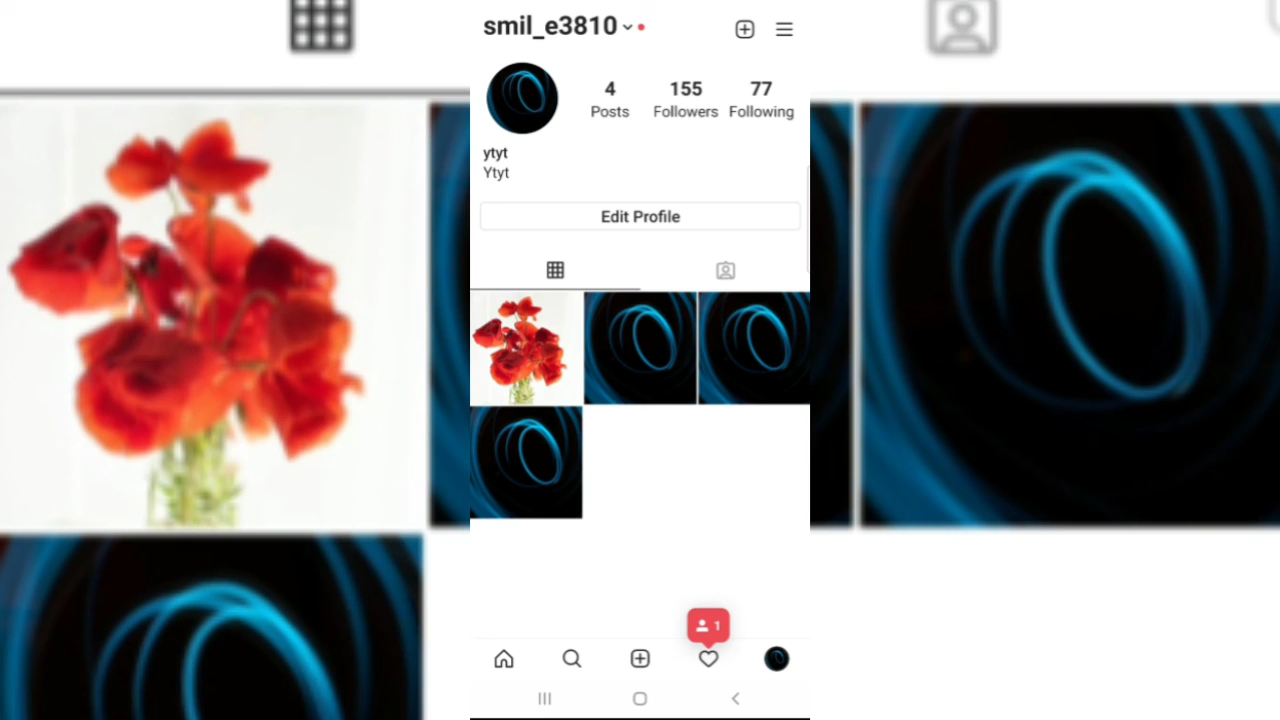 smil_e3810
4 155 77
Posts Followers Following
ytyt
Ytyt
Edit Profile
1